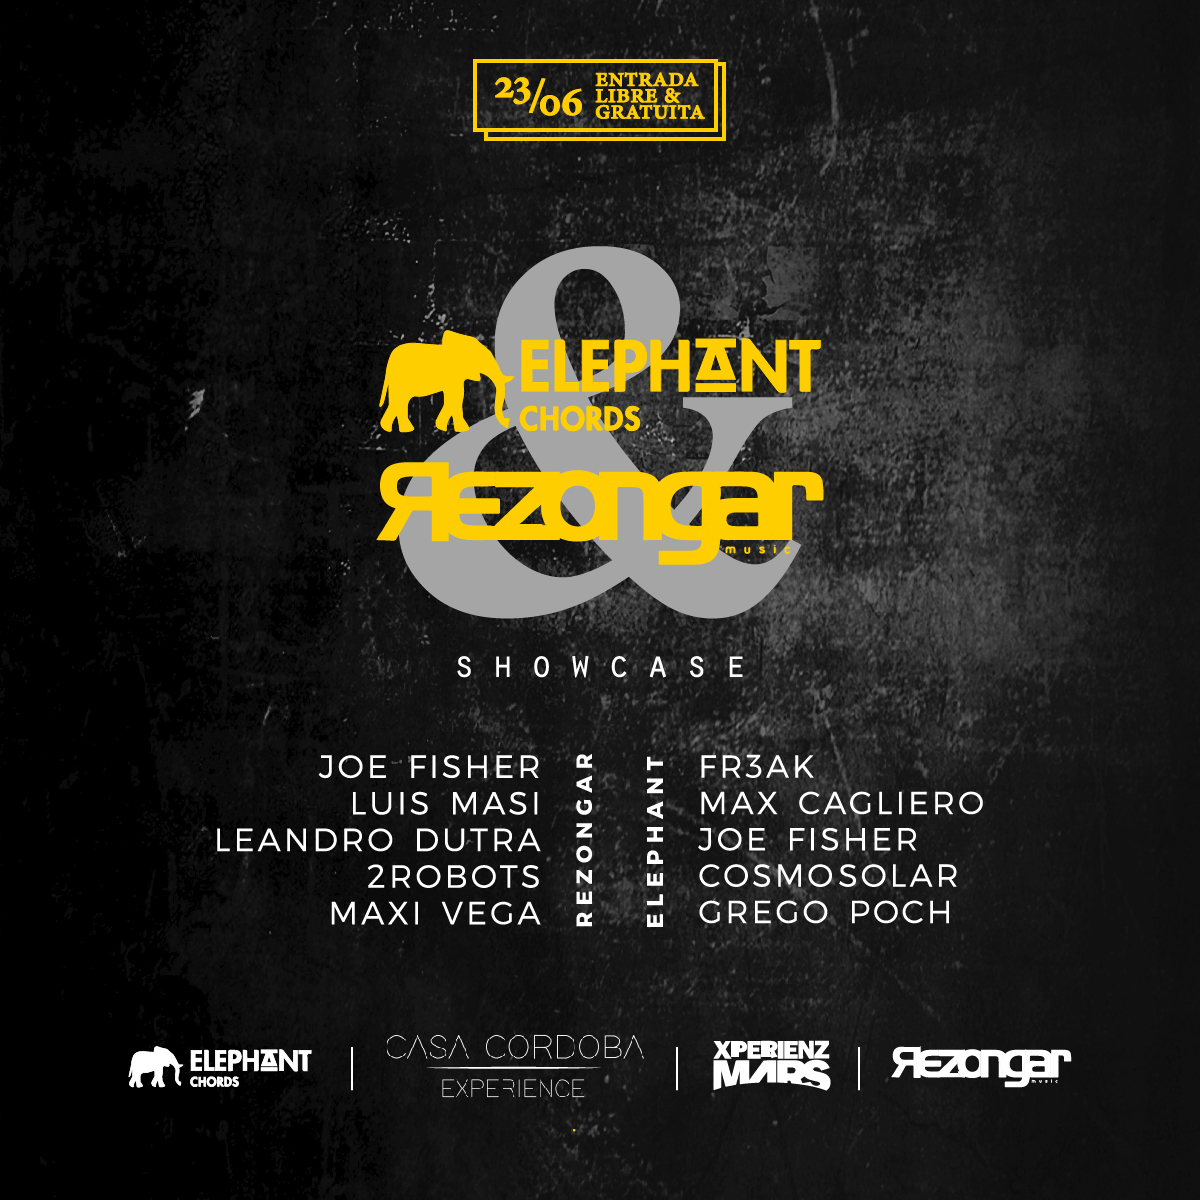 23/06
ENTRADA
LIBRE &
GRATUITA
&
ELEPHANT
CHORDS
REZONGAR
music
SHOWCASE
REZONGAR
JOE FISHER
LUIS MASI
LEANDRO DUTRA
2ROBOTS
MAXI VEGA
ELEPHANT
FR3AK
MAX CAGLIERO
JOE FISHER
COSMOSOLAR
GREGO POCH
ELEPHANT
CHORDS
CASA CORDOBA
EXPERIENCE
XPERIENZ
MARS
Rezongar
music